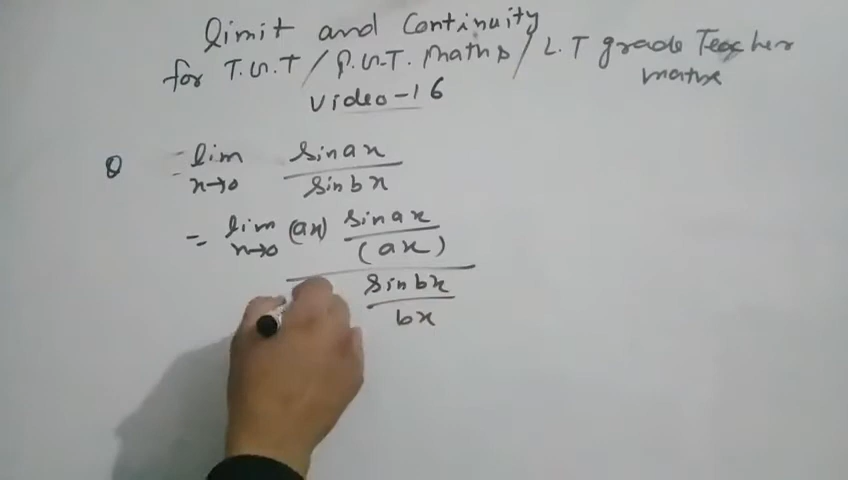 limit and Continuity
for T.G.T / P.G.T. Maths / L.T grade Teacher
maths
video-16
Q = lim x→0 sin ax / sin bx
= lim x→0 (ax) sin ax / (ax)
sin bx / bx